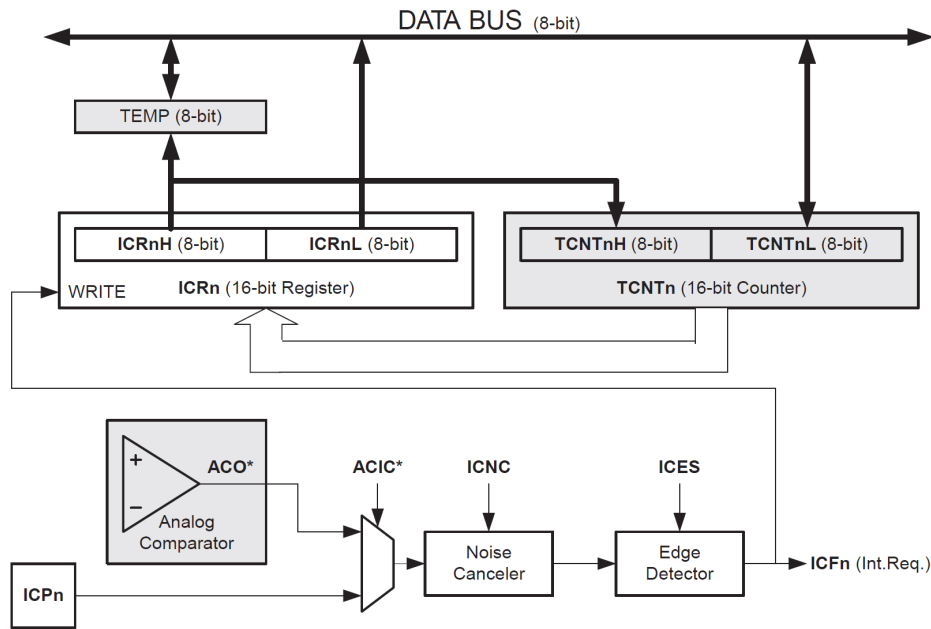 DATA BUS (8-bit)
TEMP (8-bit)
ICRnH (8-bit)
ICRnL (8-bit)
TCNTnH (8-bit)
TCNTnL (8-bit)
WRITE
ICRn (16-bit Register)
TCNTn (16-bit Counter)
+
ACO*
−
Analog
Comparator
ACIC*
ICNC
ICES
Noise
Canceler
Edge
Detector
ICFn (Int.Req.)
ICPn